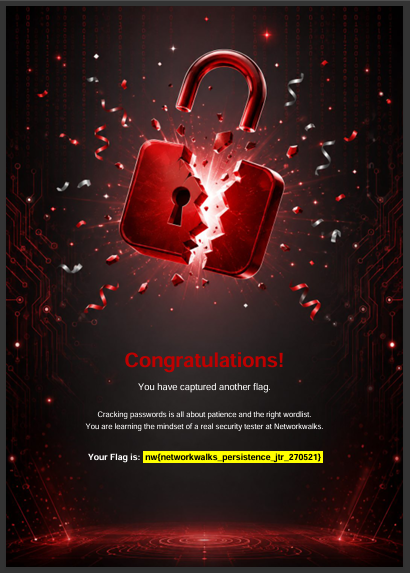 Congratulations!
You have captured another flag.
Cracking passwords is all about patience and the right wordlist.
You are learning the mindset of a real security tester at Networkwalks.
Your Flag is: nw{networkwalks_persistence_jtr_270521}